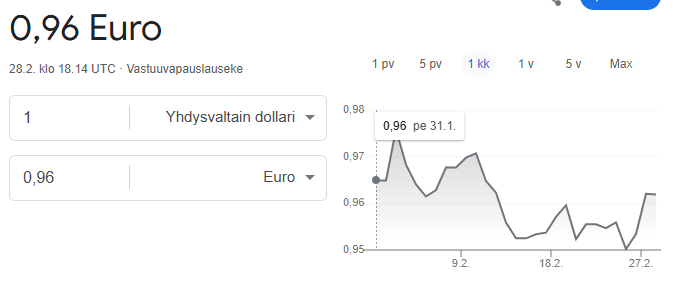 0,96 Euro
28.2. klo 18.14 UTC · Vastuuvapauslauseke
1 Yhdysvaltain dollari
0,96 Euro
1 pv 5 pv 1 kk 1 v 5 v Max
0,98
0,96 pe 31.1.
0,97
0,96
0,95
9.2. 18.2. 27.2.